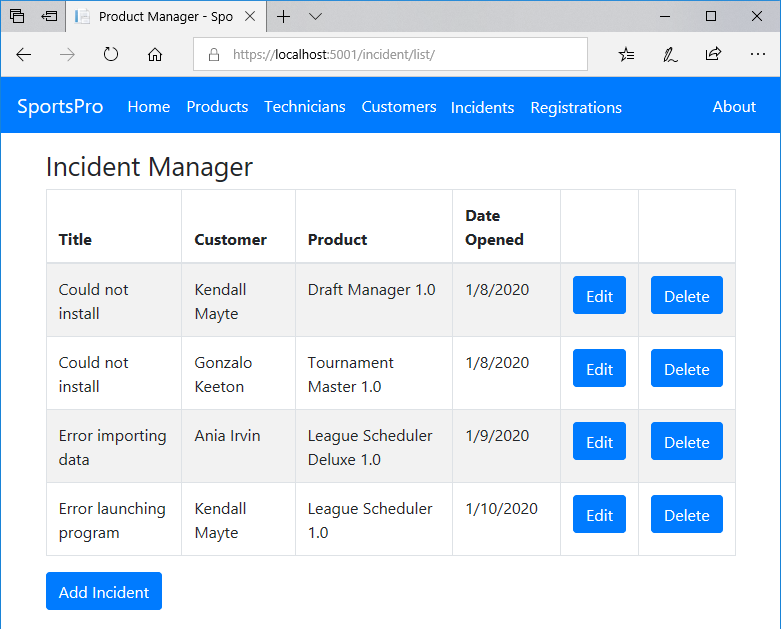 Product Manager - Spo
https://localhost:5001/incident/list/
SportsPro Home Products Technicians Customers Incidents Registrations About
Incident Manager
Title Customer Product Date Opened
Could not install Kendall Mayte Draft Manager 1.0 1/8/2020 Edit Delete
Could not install Gonzalo Keeton Tournament Master 1.0 1/8/2020 Edit Delete
Error importing data Ania Irvin League Scheduler Deluxe 1.0 1/9/2020 Edit Delete
Error launching program Kendall Mayte League Scheduler 1.0 1/10/2020 Edit Delete
Add Incident